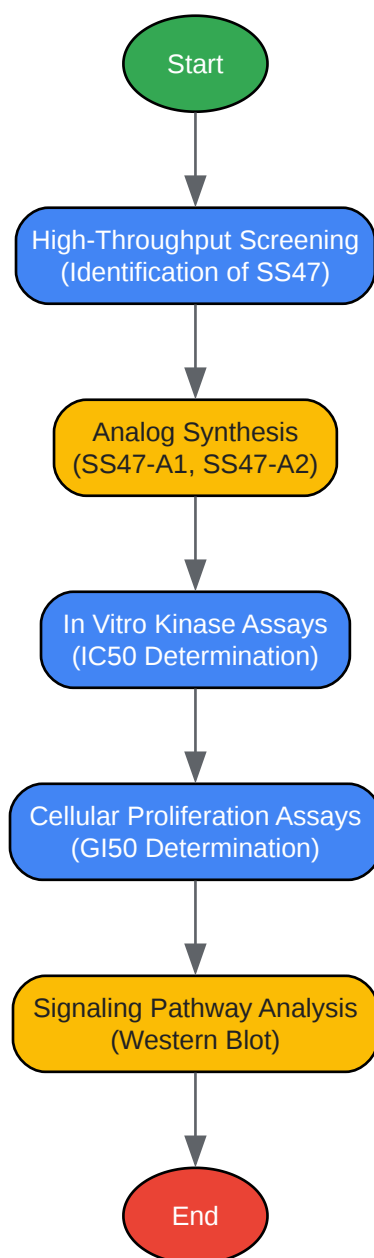 Start
High-Throughput Screening
(Identification of SS47)
Analog Synthesis
(SS47-A1, SS47-A2)
In Vitro Kinase Assays
(IC50 Determination)
Cellular Proliferation Assays
(GI50 Determination)
Signaling Pathway Analysis
(Western Blot)
End